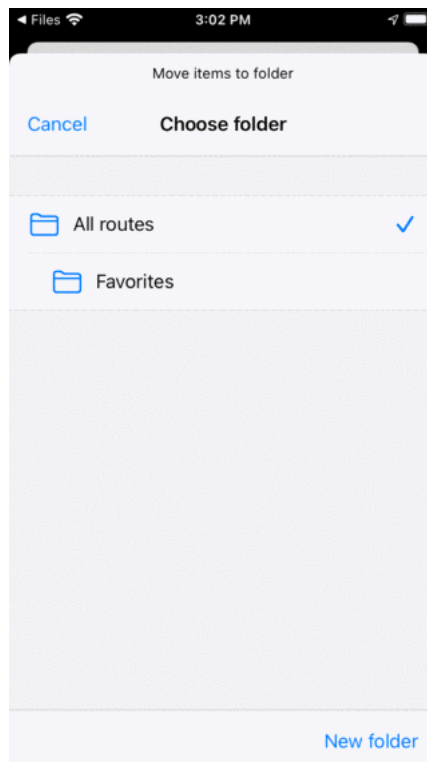 Files 3:02 PM
Move items to folder
Cancel Choose folder
All routes
Favorites
New folder